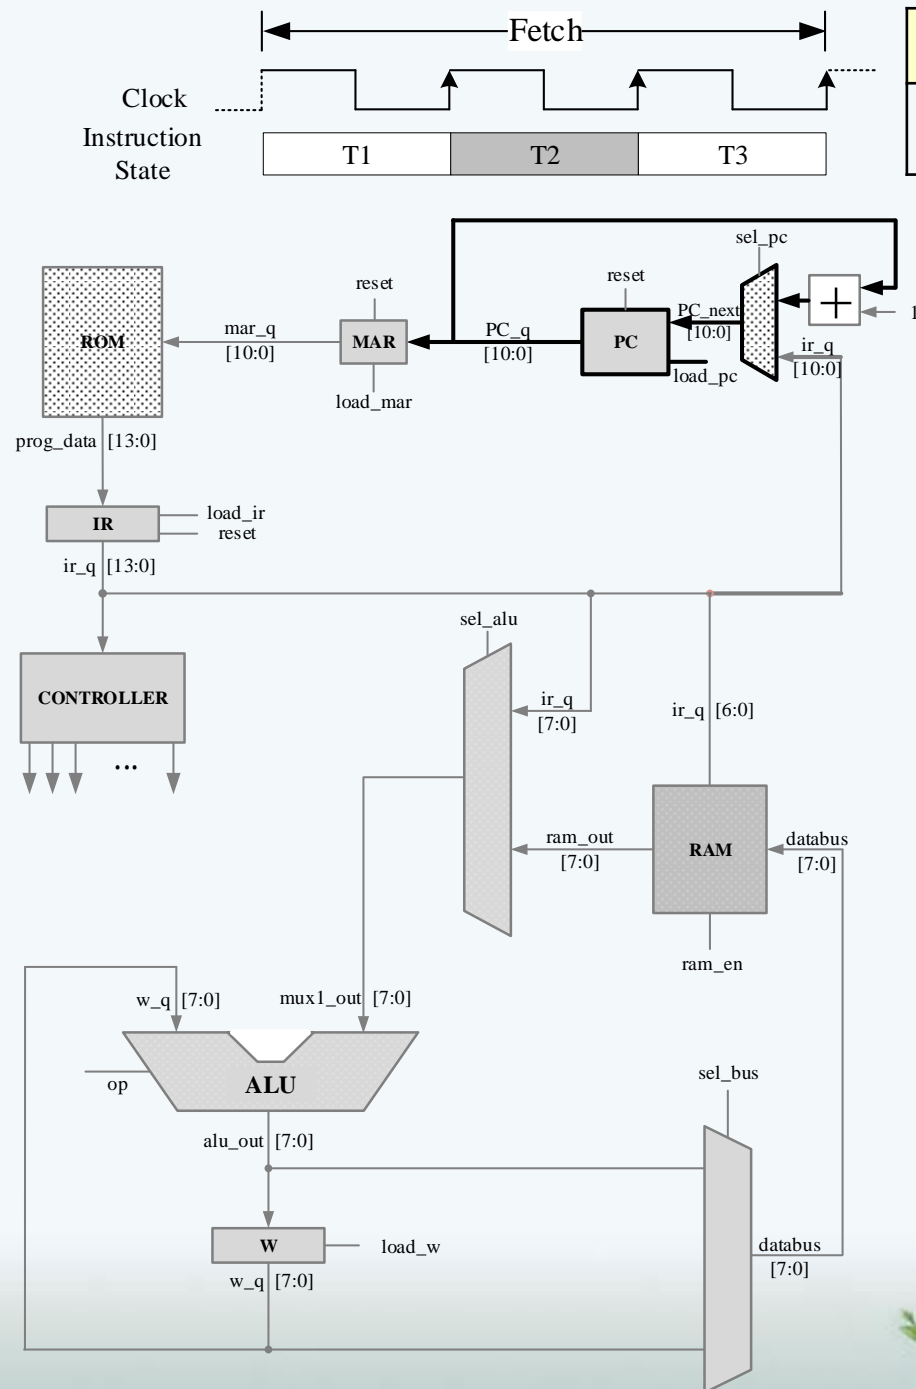 Fetch
Clock
Instruction
State
T1
T2
T3
sel_pc
reset
reset
ROM
mar_q
[10:0]
MAR
PC_q
[10:0]
PC
PC_next
[10:0]
+
1
ir_q
[10:0]
load_pc
load_mar
prog_data [13:0]
IR
load_ir
reset
ir_q [13:0]
sel_alu
CONTROLLER
...
ir_q
[7:0]
ir_q [6:0]
ram_out
[7:0]
RAM
databus
[7:0]
ram_en
w_q [7:0]
mux1_out [7:0]
op
ALU
sel_bus
alu_out [7:0]
W
load_w
databus
[7:0]
w_q [7:0]